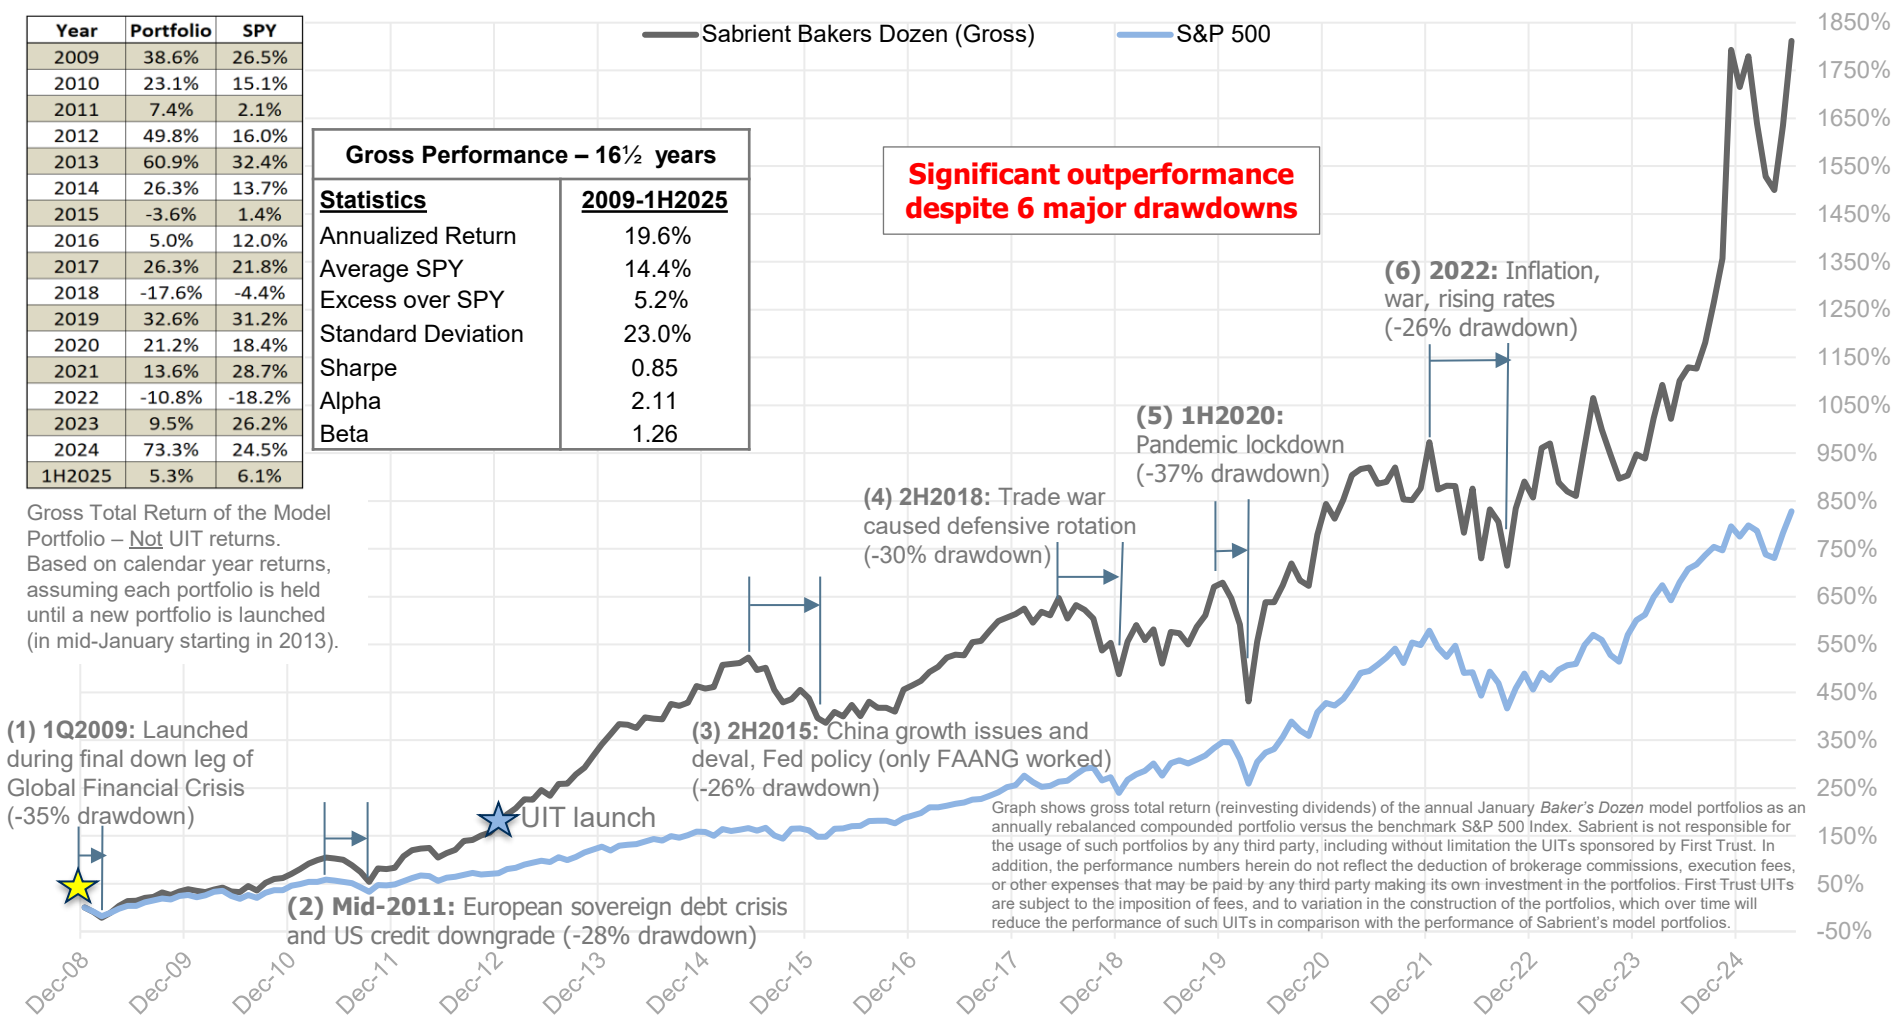 Year Portfolio SPY
2009 38.6% 26.5%
2010 23.1% 15.1%
2011 7.4% 2.1%
2012 49.8% 16.0%
2013 60.9% 32.4%
2014 26.3% 13.7%
2015 -3.6% 1.4%
2016 5.0% 12.0%
2017 26.3% 21.8%
2018 -17.6% -4.4%
2019 32.6% 31.2%
2020 21.2% 18.4%
2021 13.6% 28.7%
2022 -10.8% -18.2%
2023 9.5% 26.2%
2024 73.3% 24.5%
1H2025 5.3% 6.1%
Gross Total Return of the Model
Portfolio – Not UIT returns.
Based on calendar year returns,
assuming each portfolio is held
until a new portfolio is launched
(in mid-January starting in 2013).
Sabrient Bakers Dozen (Gross)
S&P 500
Gross Performance – 16½ years
Statistics 2009-1H2025
Annualized Return 19.6%
Average SPY 14.4%
Excess over SPY 5.2%
Standard Deviation 23.0%
Sharpe 0.85
Alpha 2.11
Beta 1.26
Significant outperformance
despite 6 major drawdowns
(1) 1Q2009: Launched
during final down leg of
Global Financial Crisis
(-35% drawdown)
(2) Mid-2011: European sovereign debt crisis
and US credit downgrade (-28% drawdown)
UIT launch
(3) 2H2015: China growth issues and
deval, Fed policy (only FAANG worked)
(-26% drawdown)
(4) 2H2018: Trade war
caused defensive rotation
(-30% drawdown)
(5) 1H2020:
Pandemic lockdown
(-37% drawdown)
(6) 2022: Inflation,
war, rising rates
(-26% drawdown)
Graph shows gross total return (reinvesting dividends) of the annual January Baker's Dozen model portfolios as an
annually rebalanced compounded portfolio versus the benchmark S&P 500 Index. Sabrient is not responsible for
the usage of such portfolios by any third party, including without limitation the UITs sponsored by First Trust. In
addition, the performance numbers herein do not reflect the deduction of brokerage commissions, execution fees,
or other expenses that may be paid by any third party making its own investment in the portfolios. First Trust UITs
are subject to the imposition of fees, and to variation in the construction of the portfolios, which over time will
reduce the performance of such UITs in comparison with the performance of Sabrient's model portfolios.
1850%
1750%
1650%
1550%
1450%
1350%
1250%
1150%
1050%
950%
850%
750%
650%
550%
450%
350%
250%
150%
50%
-50%
Dec-08
Dec-09
Dec-10
Dec-11
Dec-12
Dec-13
Dec-14
Dec-15
Dec-16
Dec-17
Dec-18
Dec-19
Dec-20
Dec-21
Dec-22
Dec-23
Dec-24